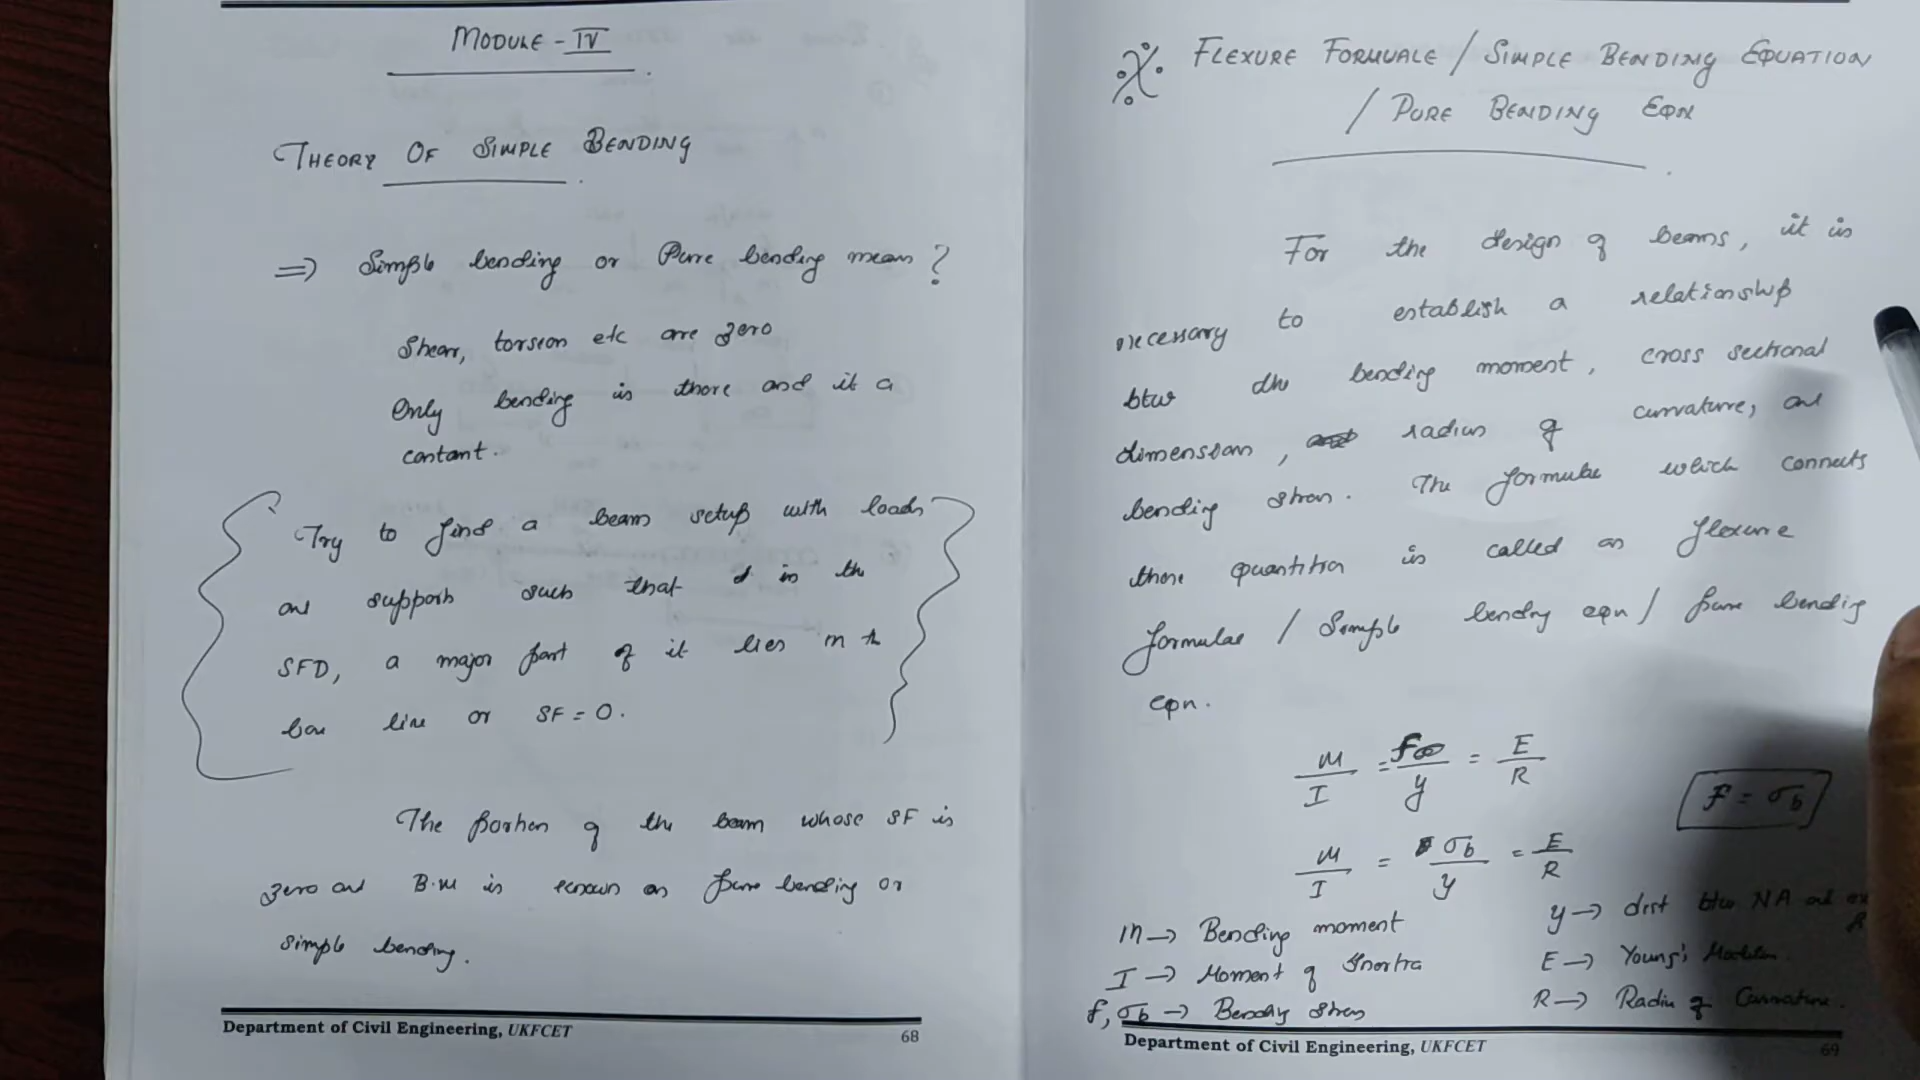 MODULE - IV
THEORY OF SIMPLE BENDING
=> Simple bending or Pure bending means ?
Shear, torsion etc are zero
Only bending is there and it a
contant.
Try to find a beam setup with loads
and supports such that in the
SFD, a major part of it lies in th
base line or SF = 0.
The portion of the beam whose SF is
zero and B.M is known as pure bending or
simple bending.
Department of Civil Engineering, UKFCET
68
FLEXURE FORMUALE / SIMPLE BENDING EQUATION
/ PURE BENDING EQN
For the design of beams, it is
necessary to establish a relationship
btw the bending moment, cross sectional
dimensions, radius of curvature, and
bending stress. The formulae which connects
these quantities is called as flexure
formulae / Simple bending eqn / pure bending
eqn.
M/I = f/y = E/R
f = σb
M/I = σb/y = E/R
M → Bending moment
I → Moment of Inertia
f, σb → Bending stress
y → dist btw NA and
E → Young's Modulus
R → Radius of Curvature.
Department of Civil Engineering, UKFCET
69